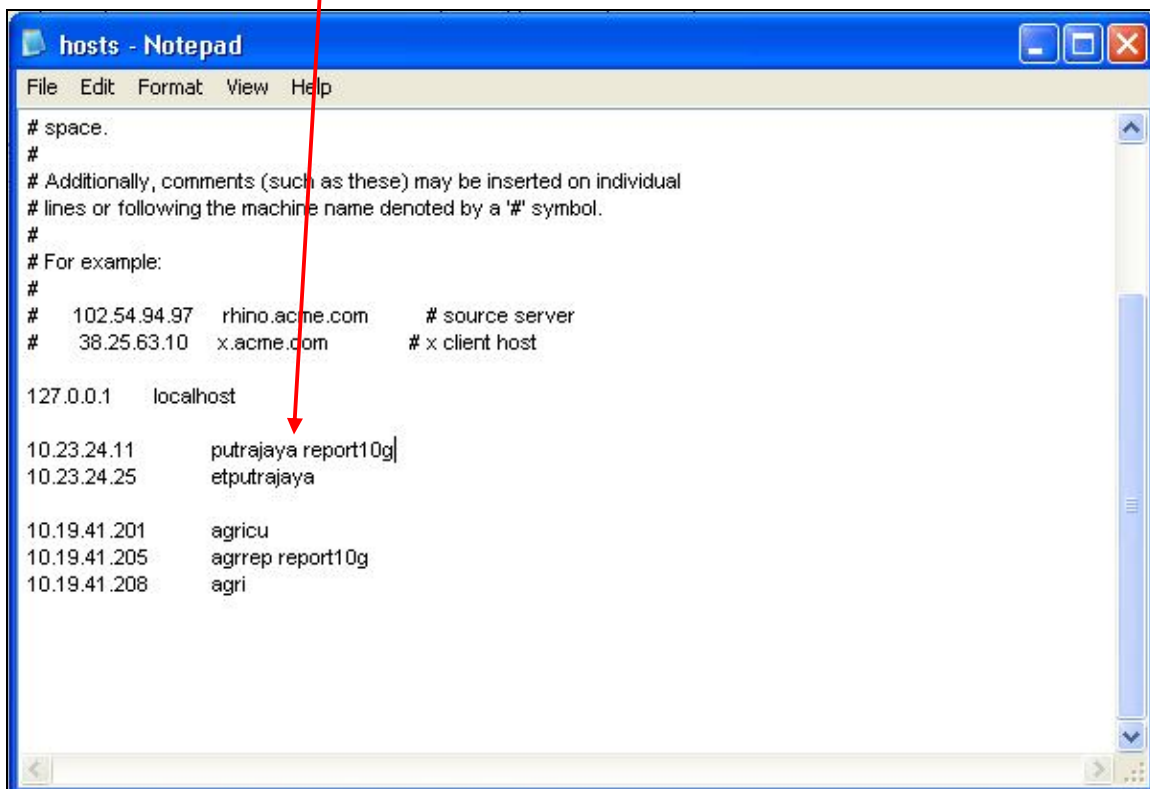 hosts - Notepad
File Edit Format View Help
# space.
#
# Additionally, comments (such as these) may be inserted on individual
# lines or following the machine name denoted by a '#' symbol.
#
# For example:
#
# 102.54.94.97 rhino.acme.com # source server
# 38.25.63.10 x.acme.com # x client host
127.0.0.1 localhost
10.23.24.11 putrajaya report10g
10.23.24.25 etputrajaya
10.19.41.201 agricu
10.19.41.205 agrrep report10g
10.19.41.208 agri